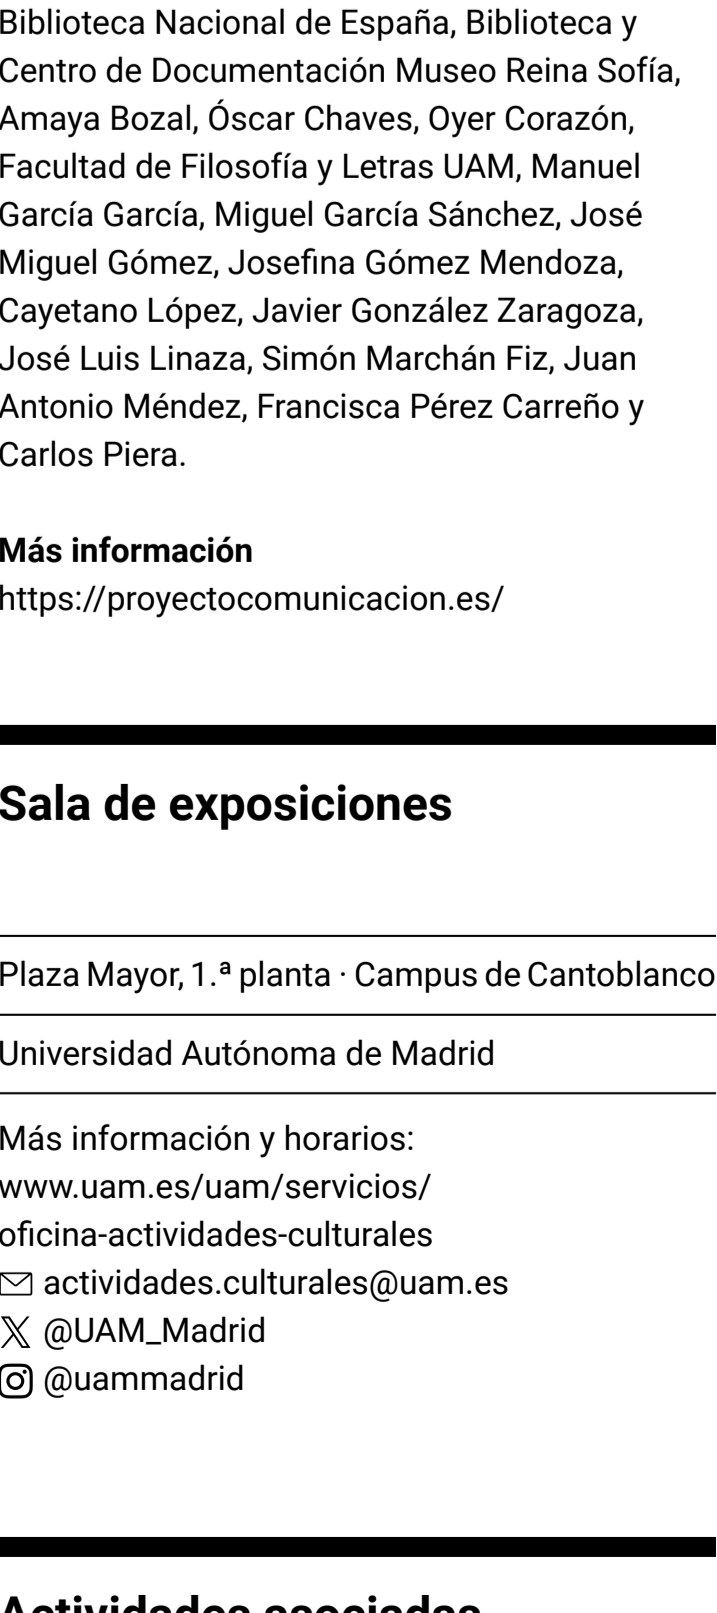 Biblioteca Nacional de España, Biblioteca y
Centro de Documentación Museo Reina Sofía,
Amaya Bozal, Óscar Chaves, Oyer Corazón,
Facultad de Filosofía y Letras UAM, Manuel
García García, Miguel García Sánchez, José
Miguel Gómez, Josefina Gómez Mendoza,
Cayetano López, Javier González Zaragoza,
José Luis Linaza, Simón Marchán Fiz, Juan
Antonio Méndez, Francisca Pérez Carreño y
Carlos Piera.
Más información
https://proyectocomunicacion.es/
Sala de exposiciones
Plaza Mayor, 1.ª planta · Campus de Cantoblanco
Universidad Autónoma de Madrid
Más información y horarios:
www.uam.es/uam/servicios/
oficina-actividades-culturales
actividades.culturales@uam.es
@UAM_Madrid
@uammadrid
Actividades asociadas